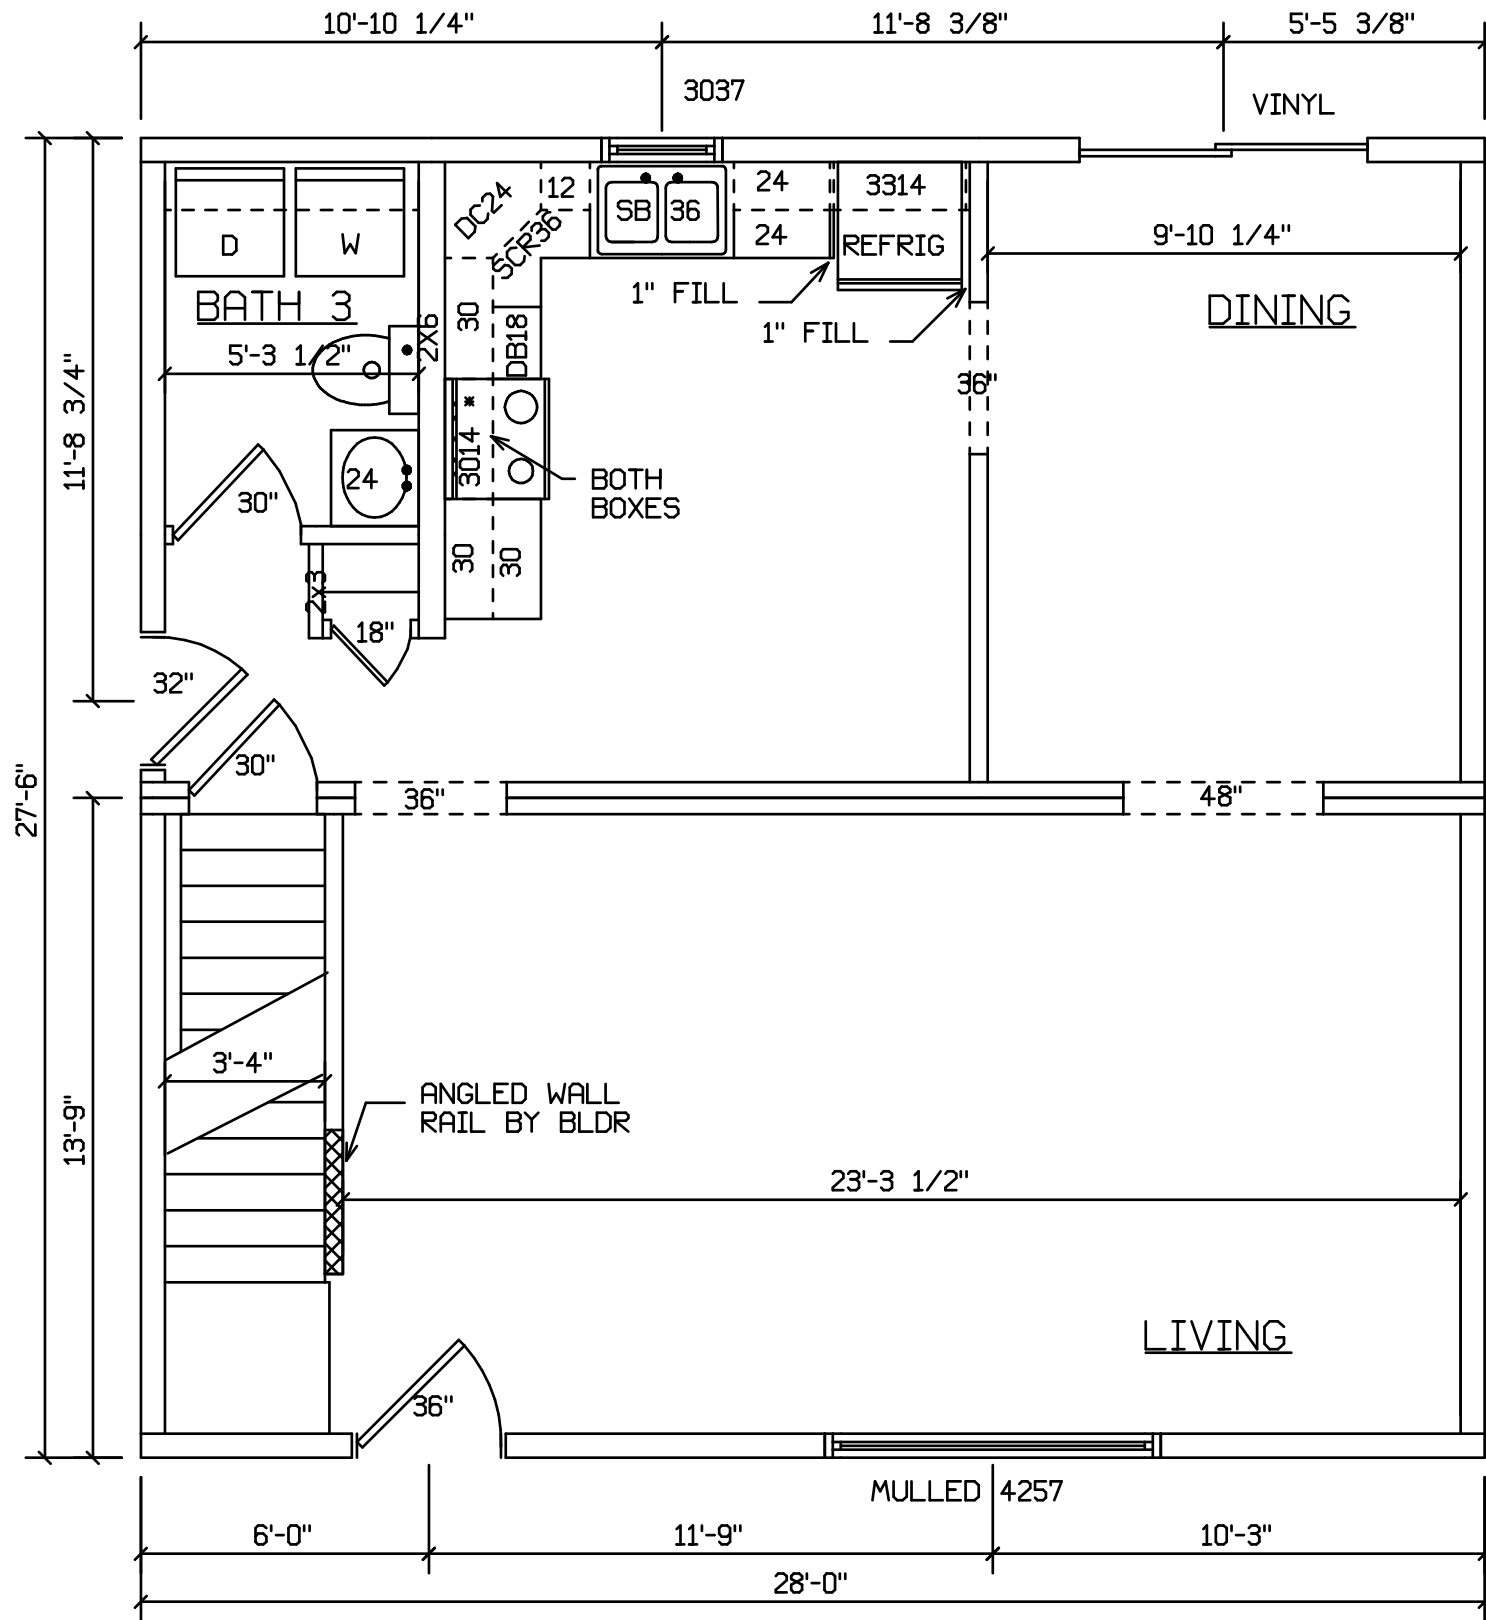 10'-10 1/4"
11'-8 3/8"
5'-5 3/8"
3037
VINYL
DC24
12
SCR36
SB 36
24
24
3314
REFRIG
D
W
BATH 3
5'-3 1/2"
2X6
30
DB18
1" FILL
1" FILL
9'-10 1/4"
DINING
36"
11'-8 3/4"
3014
*
BOTH
BOXES
24
30"
30
30
2x3
18"
32"
30"
36"
48"
27'-6"
13'-9"
3'-4"
ANGLED WALL
RAIL BY BLDR
23'-3 1/2"
LIVING
36"
MULLED 4257
6'-0"
11'-9"
10'-3"
28'-0"